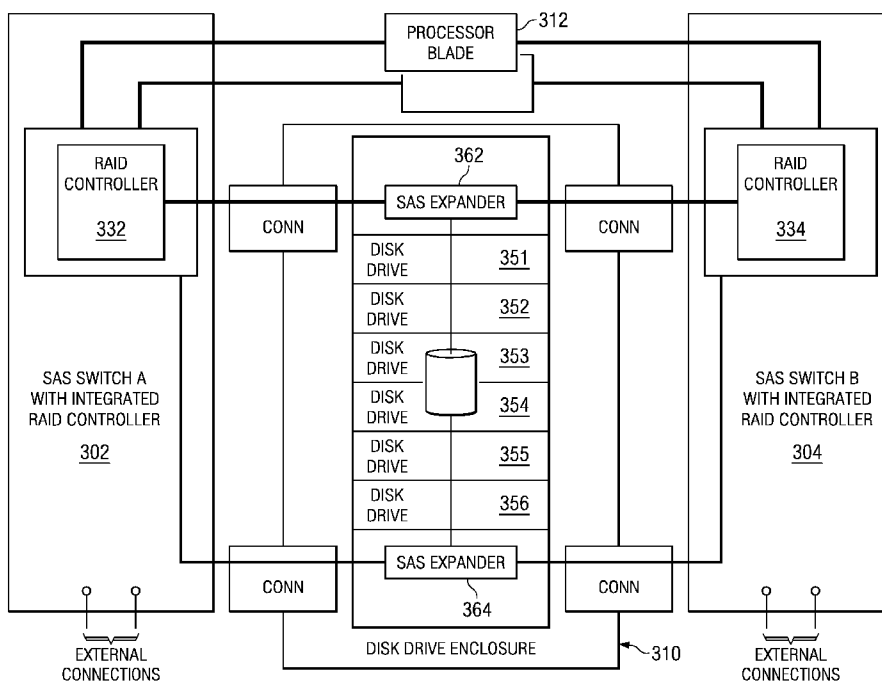 PROCESSOR
BLADE
312
RAID
CONTROLLER
332
362
RAID
CONTROLLER
334
CONN
SAS EXPANDER
CONN
DISK
DRIVE
351
DISK
DRIVE
352
DISK
DRIVE
353
DISK
DRIVE
354
DISK
DRIVE
355
DISK
DRIVE
356
SAS SWITCH A
WITH INTEGRATED
RAID CONTROLLER
302
SAS SWITCH B
WITH INTEGRATED
RAID CONTROLLER
304
CONN
SAS EXPANDER
CONN
364
EXTERNAL
CONNECTIONS
DISK DRIVE ENCLOSURE
310
EXTERNAL
CONNECTIONS